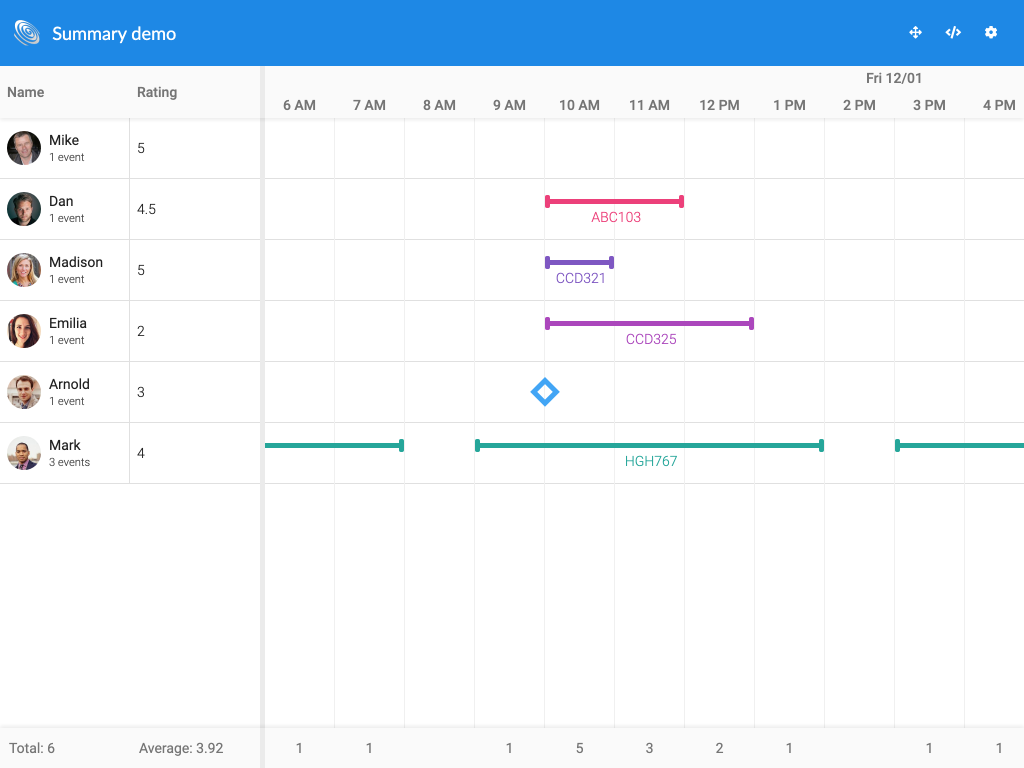 Summary demo
Name Rating
Fri 12/01
6 AM 7 AM 8 AM 9 AM 10 AM 11 AM 12 PM 1 PM 2 PM 3 PM 4 PM
Mike
1 event
5
Dan
1 event
4.5
ABC103
Madison
1 event
5
CCD321
Emilia
1 event
2
CCD325
Arnold
1 event
3
Mark
3 events
4
HGH767
Total: 6 Average: 3.92 1 1 1 5 3 2 1 1 1